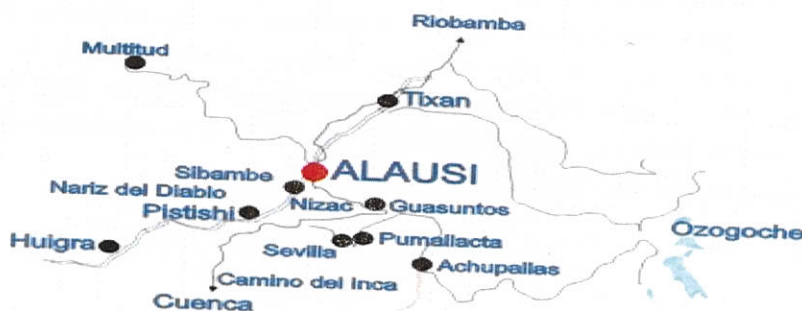 Riobamba
Multitud
Tixan
ALAUSI
Sibambe
Nariz del Diablo
Nizac
Guasuntos
Pistishi
Huigra
Ozogoche
Sevilla
Pumallacta
Achupallas
Camino del Inca
Cuenca